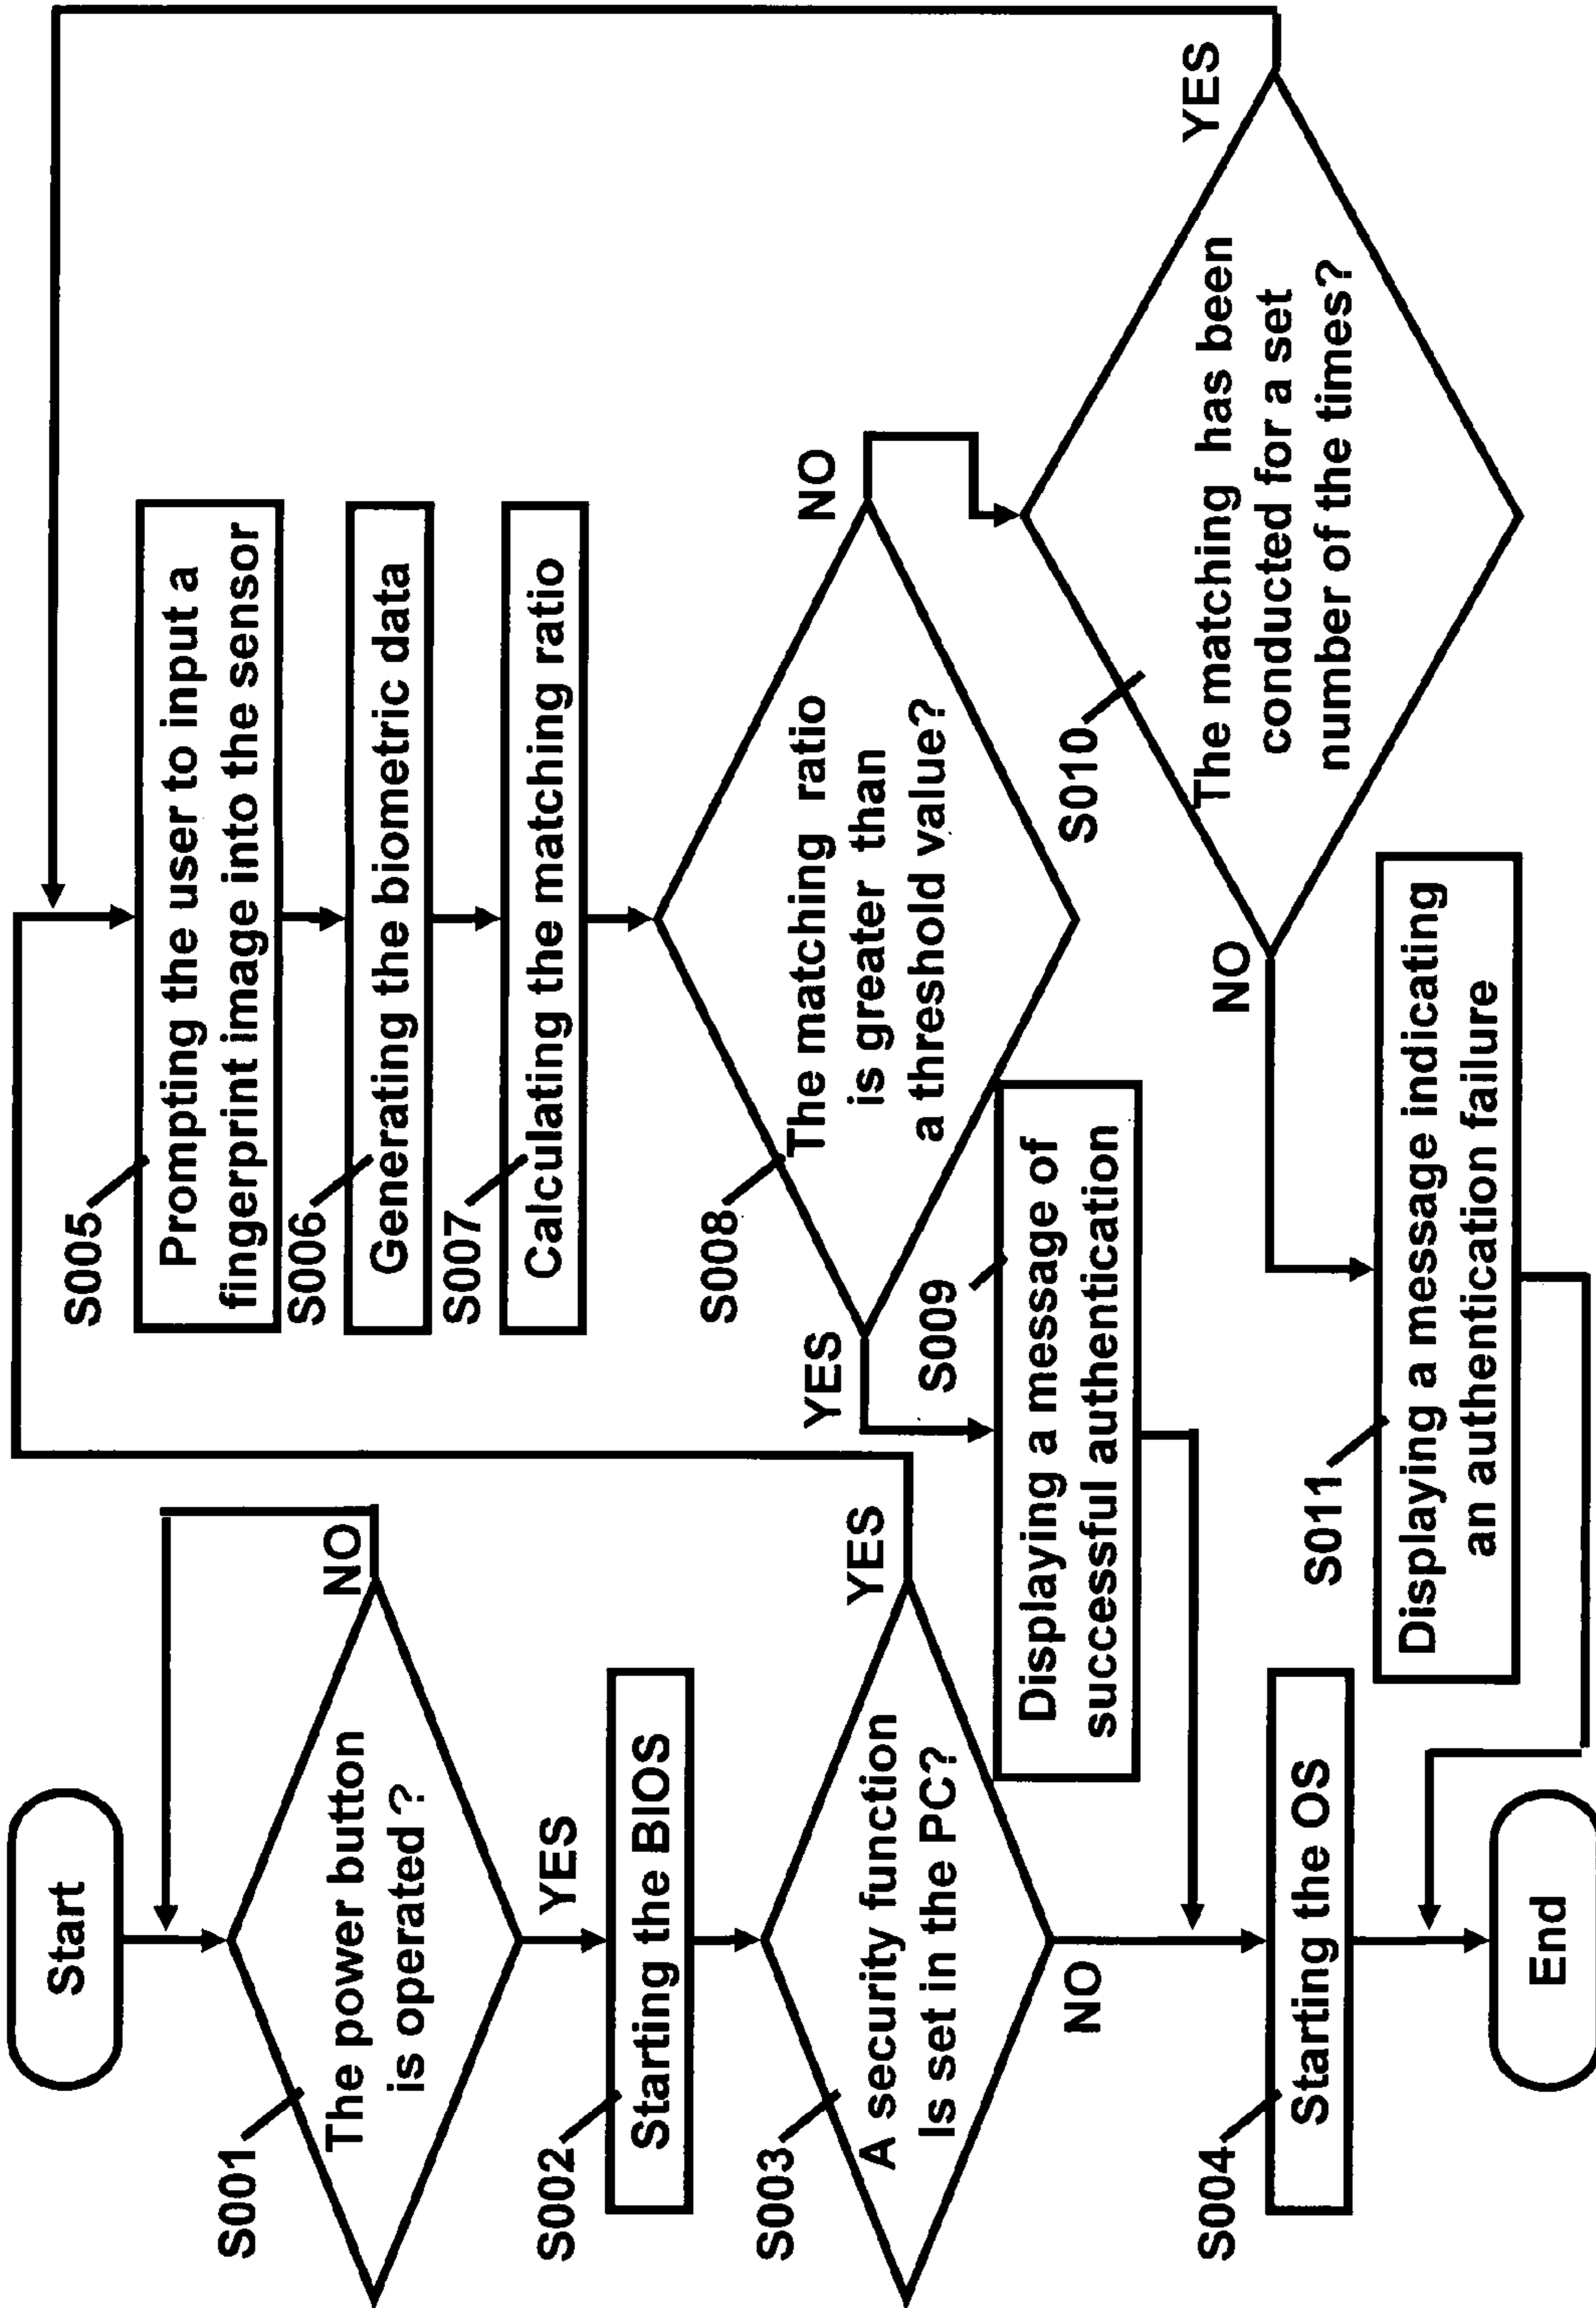 Start
S001
The power button
is operated ?
NO
YES
S002
Starting the BIOS
S003
A security function
Is set in the PC?
YES
NO
S004
Starting the OS
End
S005
Prompting the user to input a
fingerprint image into the sensor
S006
Generating the biometric data
S007
Calculating the matching ratio
S008
The matching ratio
is greater than
a threshold value?
YES
NO
S009
Displaying a message of
successful authentication
S010
The matching has been
conducted for a set
number of the times?
YES
NO
S011
Displaying a message indicating
an authentication failure